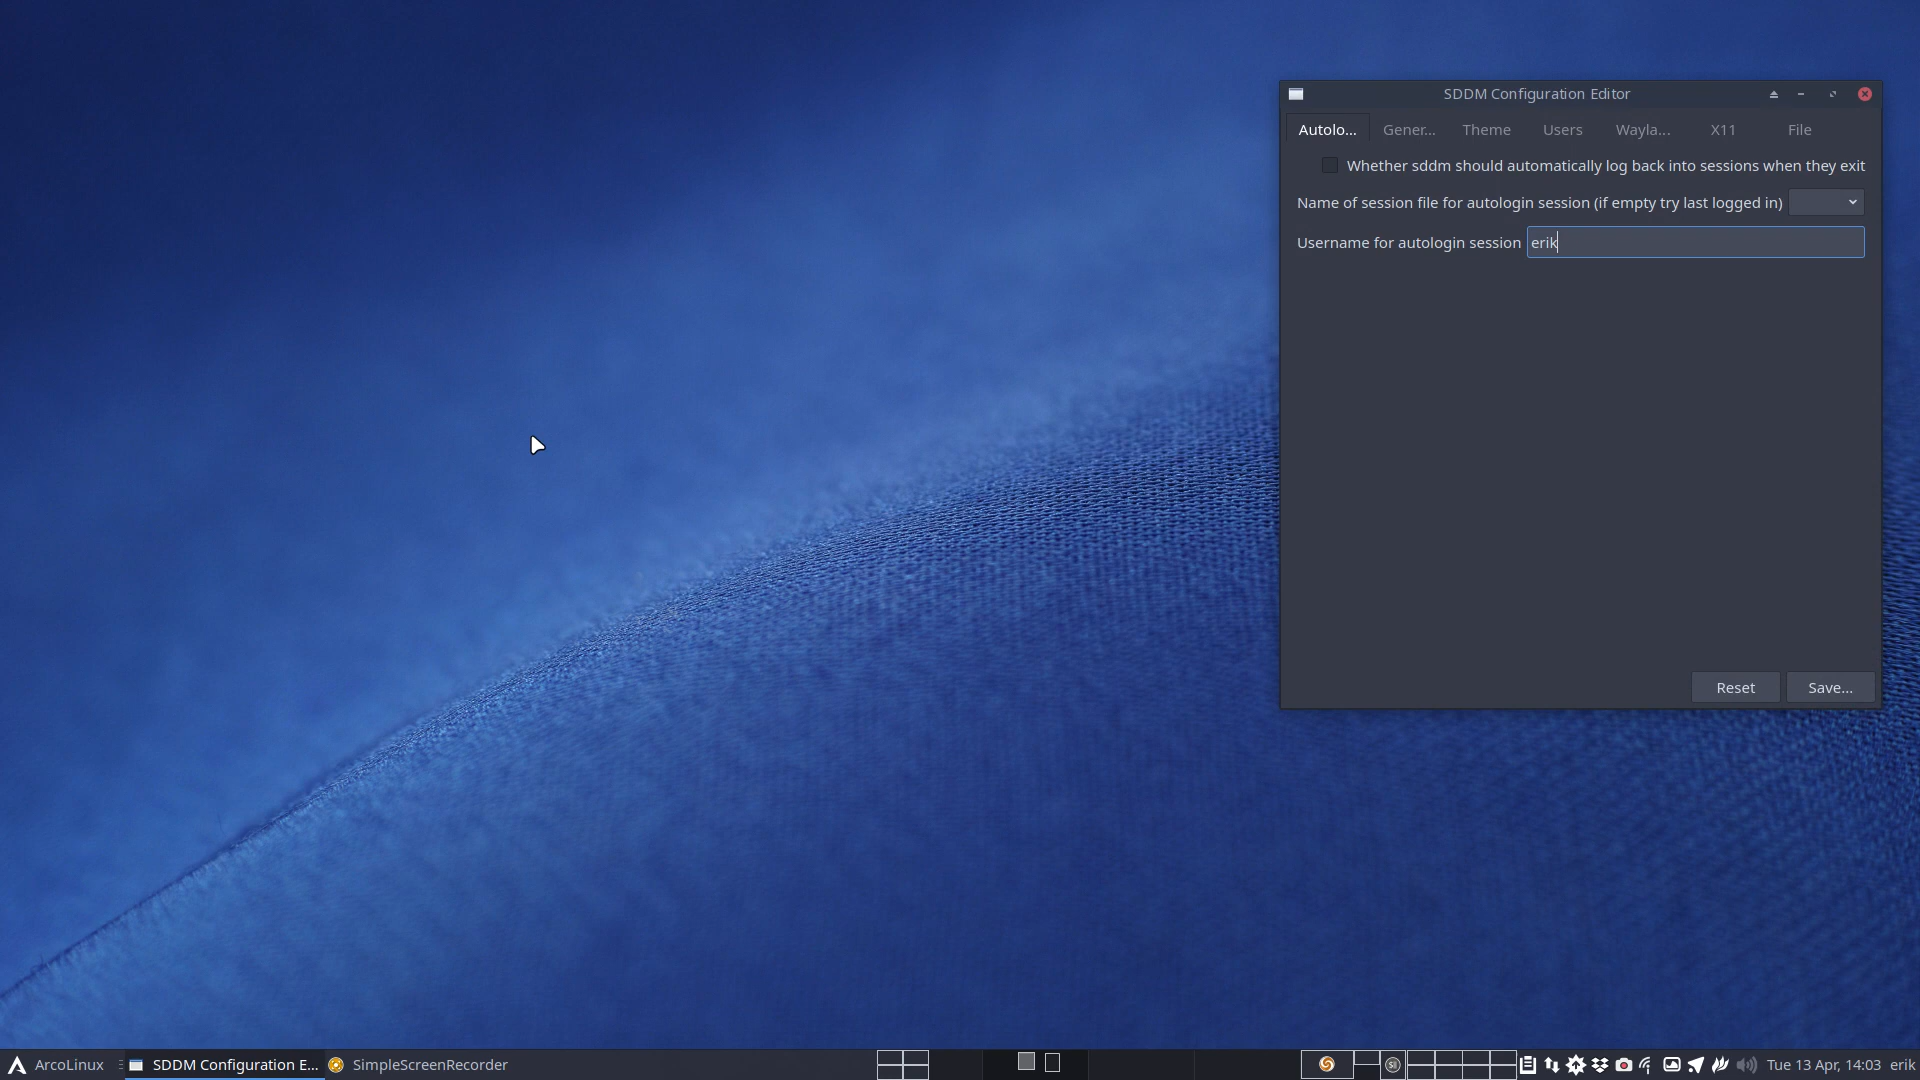 SDDM Configuration Editor
Autolo... Gener... Theme Users Wayla... X11 File
Whether sddm should automatically log back into sessions when they exit
Name of session file for autologin session (if empty try last logged in)
Username for autologin session erik
Reset Save...
ArcoLinux SDDM Configuration E... SimpleScreenRecorder Tue 13 Apr, 14:03 erik